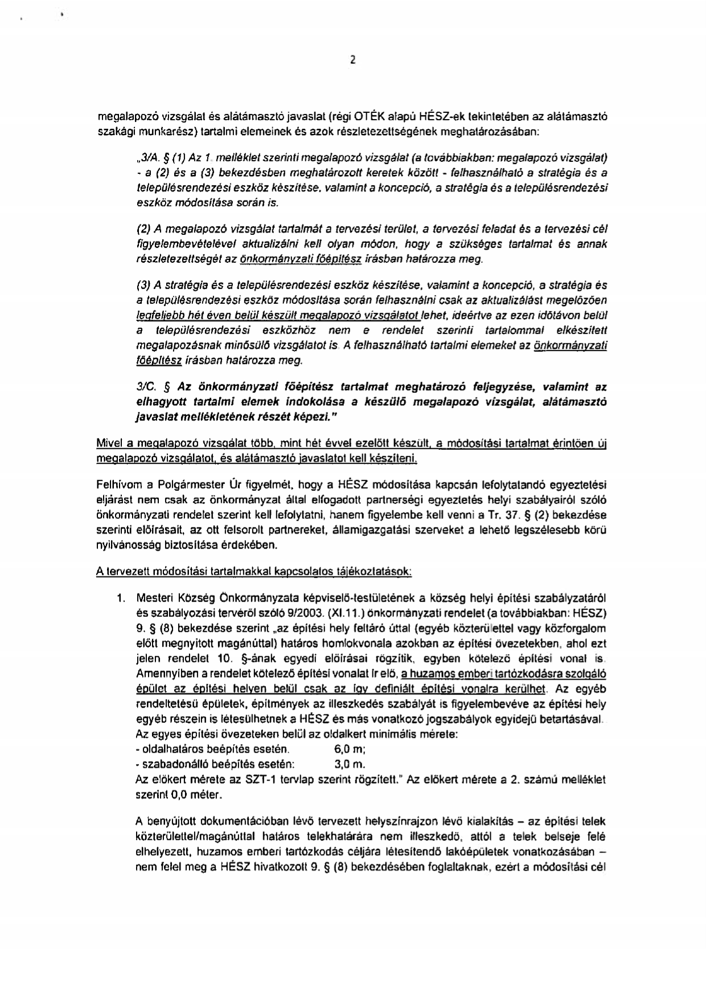 2
megalapozó vizsgálat és alátámasztó javaslat (régi OTÉK alapú HÉSZ-ek tekintetében az alátámasztó
szakági munkarész) tartalmi elemeinek és azok részletezettségének meghatározásában:
„3/A. § (1) Az 1. melléklet szerinti megalapozó vizsgálat (a továbbiakban: megalapozó vizsgálat)
- a (2) és a (3) bekezdésben meghatározott keretek között - felhasználható a stratégia és a
településrendezési eszköz készítése, valamint a koncepció, a stratégia és a településrendezési
eszköz módosítása során is.
(2) A megalapozó vizsgálat tartalmát a tervezési terület, a tervezési feladat és a tervezési cél
figyelembevételével aktualizálni kell olyan módon, hogy a szükséges tartalmat és annak
részletezettségét az önkormányzati főépítész írásban határozza meg.
(3) A stratégia és a településrendezési eszköz készítése, valamint a koncepció, a stratégia és
a településrendezési eszköz módosítása során felhasználni csak az aktualizálást megelőzően
legfeljebb hét éven belül készült megalapozó vizsgálatot lehet, ideértve az ezen időtávon belül
a településrendezési eszközhöz nem e rendelet szerinti tartalommal elkészített
megalapozásnak minősülő vizsgálatot is. A felhasználható tartalmi elemeket az önkormányzati
főépítész írásban határozza meg.
3/C. § Az önkormányzati főépítész tartalmat meghatározó feljegyzése, valamint az
elhagyott tartalmi elemek indokolása a készülő megalapozó vizsgálat, alátámasztó
javaslat mellékletének részét képezi."
Mivel a megalapozó vizsgálat több, mint hét évvel ezelőtt készült, a módosítási tartalmat érintően új
megalapozó vizsgálatot, és alátámasztó javaslatot kell készíteni.
Felhívom a Polgármester Úr figyelmét, hogy a HÉSZ módosítása kapcsán lefolytatandó egyeztetési
eljárást nem csak az önkormányzat által elfogadott partnerségi egyeztetés helyi szabályairól szóló
önkormányzati rendelet szerint kell lefolytatni, hanem figyelembe kell venni a Tr. 37. § (2) bekezdése
szerinti előírásait, az ott felsorolt partnereket, államigazgatási szerveket a lehető legszélesebb körű
nyilvánosság biztosítása érdekében.
A tervezett módosítási tartalmakkal kapcsolatos tájékoztatások:
1. Mesteri Község Önkormányzata képviselő-testületének a község helyi építési szabályzatáról
és szabályozási tervéről szóló 9/2003. (XI.11.) önkormányzati rendelet (a továbbiakban: HÉSZ)
9. § (8) bekezdése szerint „az építési hely feltáró úttal (egyéb közterülettel vagy közforgalom
előtt megnyitott magánúttal) határos homlokvonala azokban az építési övezetekben, ahol ezt
jelen rendelet 10. §-ának egyedi előírásai rögzítik, egyben kötelező építési vonal is.
Amennyiben a rendelet kötelező építési vonalat ír elő, a huzamos emberi tartózkodásra szolgáló
épület az építési helyen belül csak az így definiált építési vonalra kerülhet. Az egyéb
rendeltetésű épületek, építmények az illeszkedés szabályát is figyelembevéve az építési hely
egyéb részein is létesülhetnek a HÉSZ és más vonatkozó jogszabályok egyidejű betartásával.
Az egyes építési övezeteken belül az oldalkert minimális mérete:
- oldalhatáros beépítés esetén. 6,0 m;
- szabadonálló beépítés esetén: 3,0 m.
Az előkert mérete az SZT-1 tervlap szerint rögzített." Az előkert mérete a 2. számú melléklet
szerint 0,0 méter.
A benyújtott dokumentációban lévő tervezett helyszínrajzon lévő kialakítás – az építési telek
közterülettel/magánúttal határos telekhatárára nem illeszkedő, attól a telek belseje felé
elhelyezett, huzamos emberi tartózkodás céljára létesítendő lakóépületek vonatkozásában –
nem felel meg a HÉSZ hivatkozott 9. § (8) bekezdésében foglaltaknak, ezért a módosítási cél